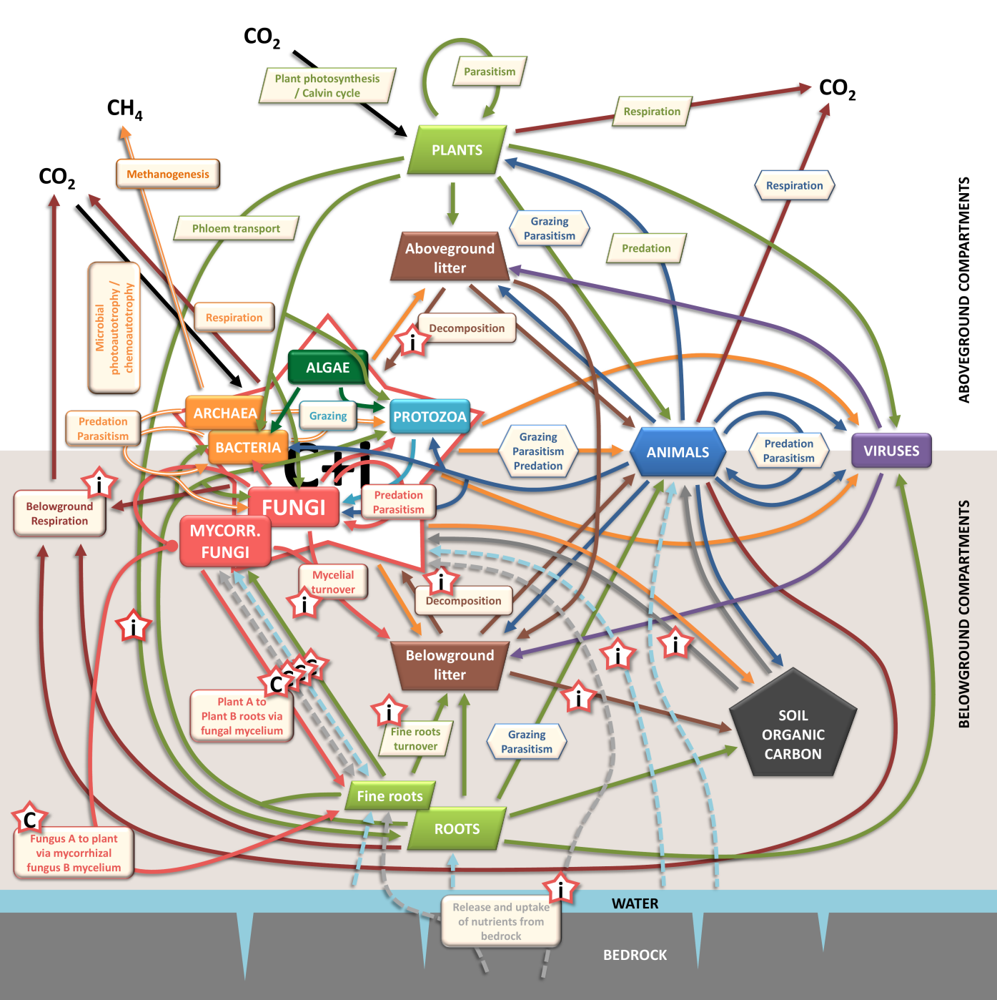 CO2
Parasitism
Plant photosynthesis
/ Calvin cycle
CO2
CH4
Respiration
PLANTS
Methanogenesis
CO2
Respiration
Grazing
Parasitism
Phloem transport
Predation
Aboveground
litter
ABOVEGROUND COMPARTMENTS
Microbial
photoautotrophy /
chemoautotrophy
Respiration
Decomposition
i
ALGAE
ARCHAEA
Grazing
PROTOZOA
Predation
Parasitism
BACTERIA
C+I
Grazing
Parasitism
Predation
ANIMALS
Predation
Parasitism
VIRUSES
i
Belowground
Respiration
FUNGI
Predation
Parasitism
MYCORR.
FUNGI
BELOWGROUND COMPARTMENTS
Mycelial
turnover
i
i
Decomposition
i
i
i
Belowground
litter
C
C
C
C
Plant A to
Plant B roots via
fungal mycelium
i
i
Fine roots
turnover
Grazing
Parasitism
SOIL
ORGANIC
CARBON
Fine roots
ROOTS
C
Fungus A to plant
via mycorrhizal
fungus B mycelium
i
WATER
Release and uptake
of nutrients from
bedrock
BEDROCK